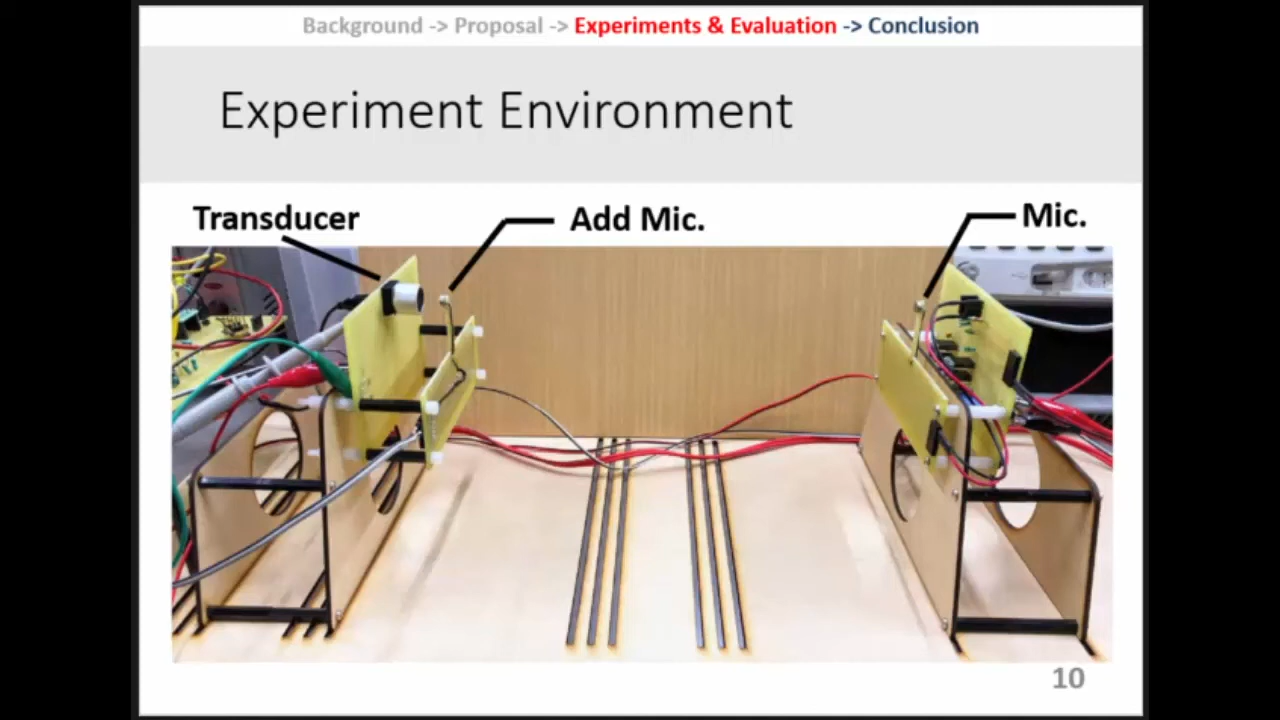 Background -> Proposal -> Experiments & Evaluation -> Conclusion
Experiment Environment
Transducer
Add Mic.
Mic.
10